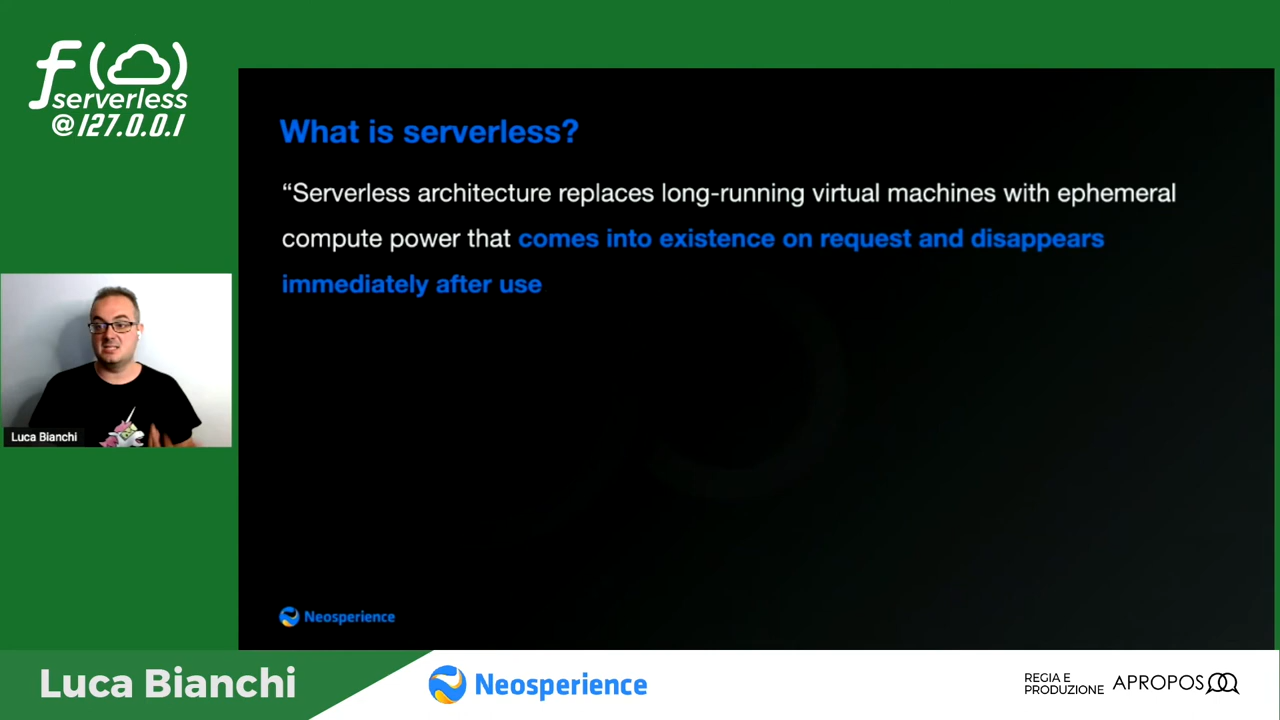 f()
serverless
@127.0.0.1
What is serverless?
“Serverless architecture replaces long-running virtual machines with ephemeral
compute power that comes into existence on request and disappears
immediately after use
Luca Bianchi
Neosperience
Luca Bianchi
Neosperience
REGIA E
PRODUZIONE
APROPOS